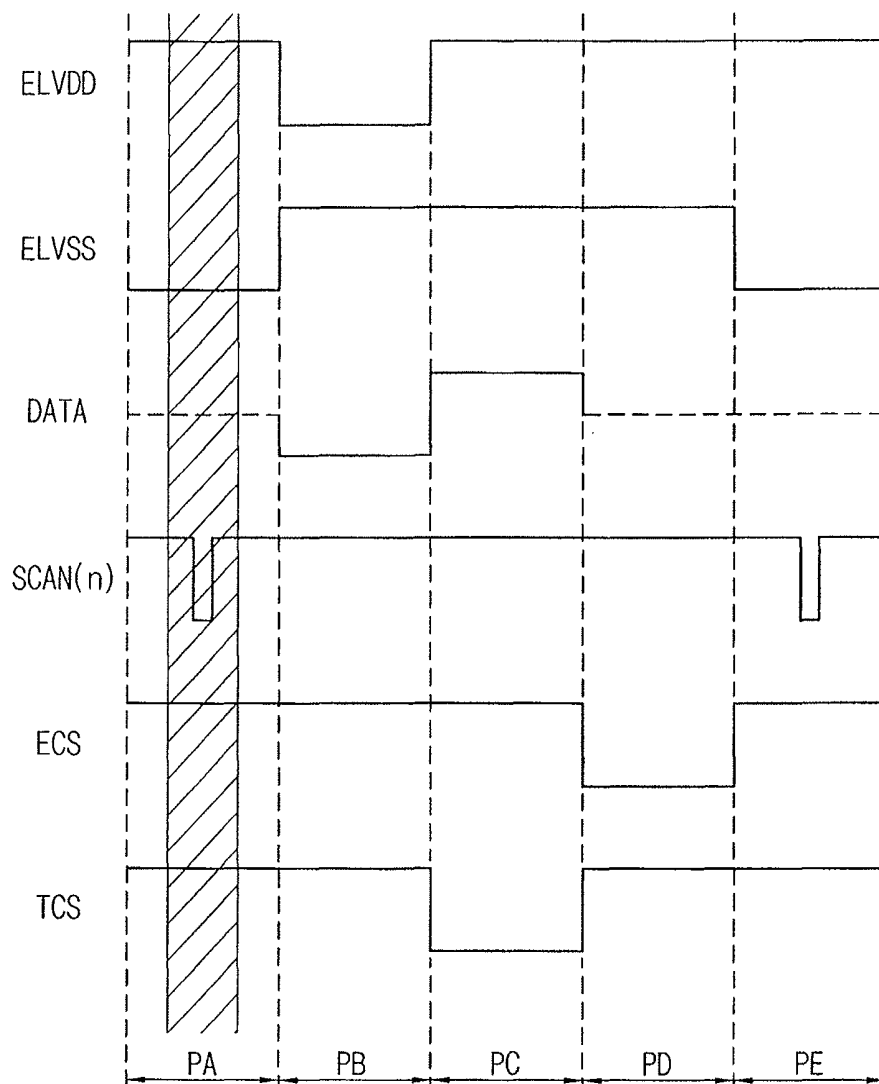 ELVDD
ELVSS
DATA
SCAN(n)
ECS
TCS
PA PB PC PD PE